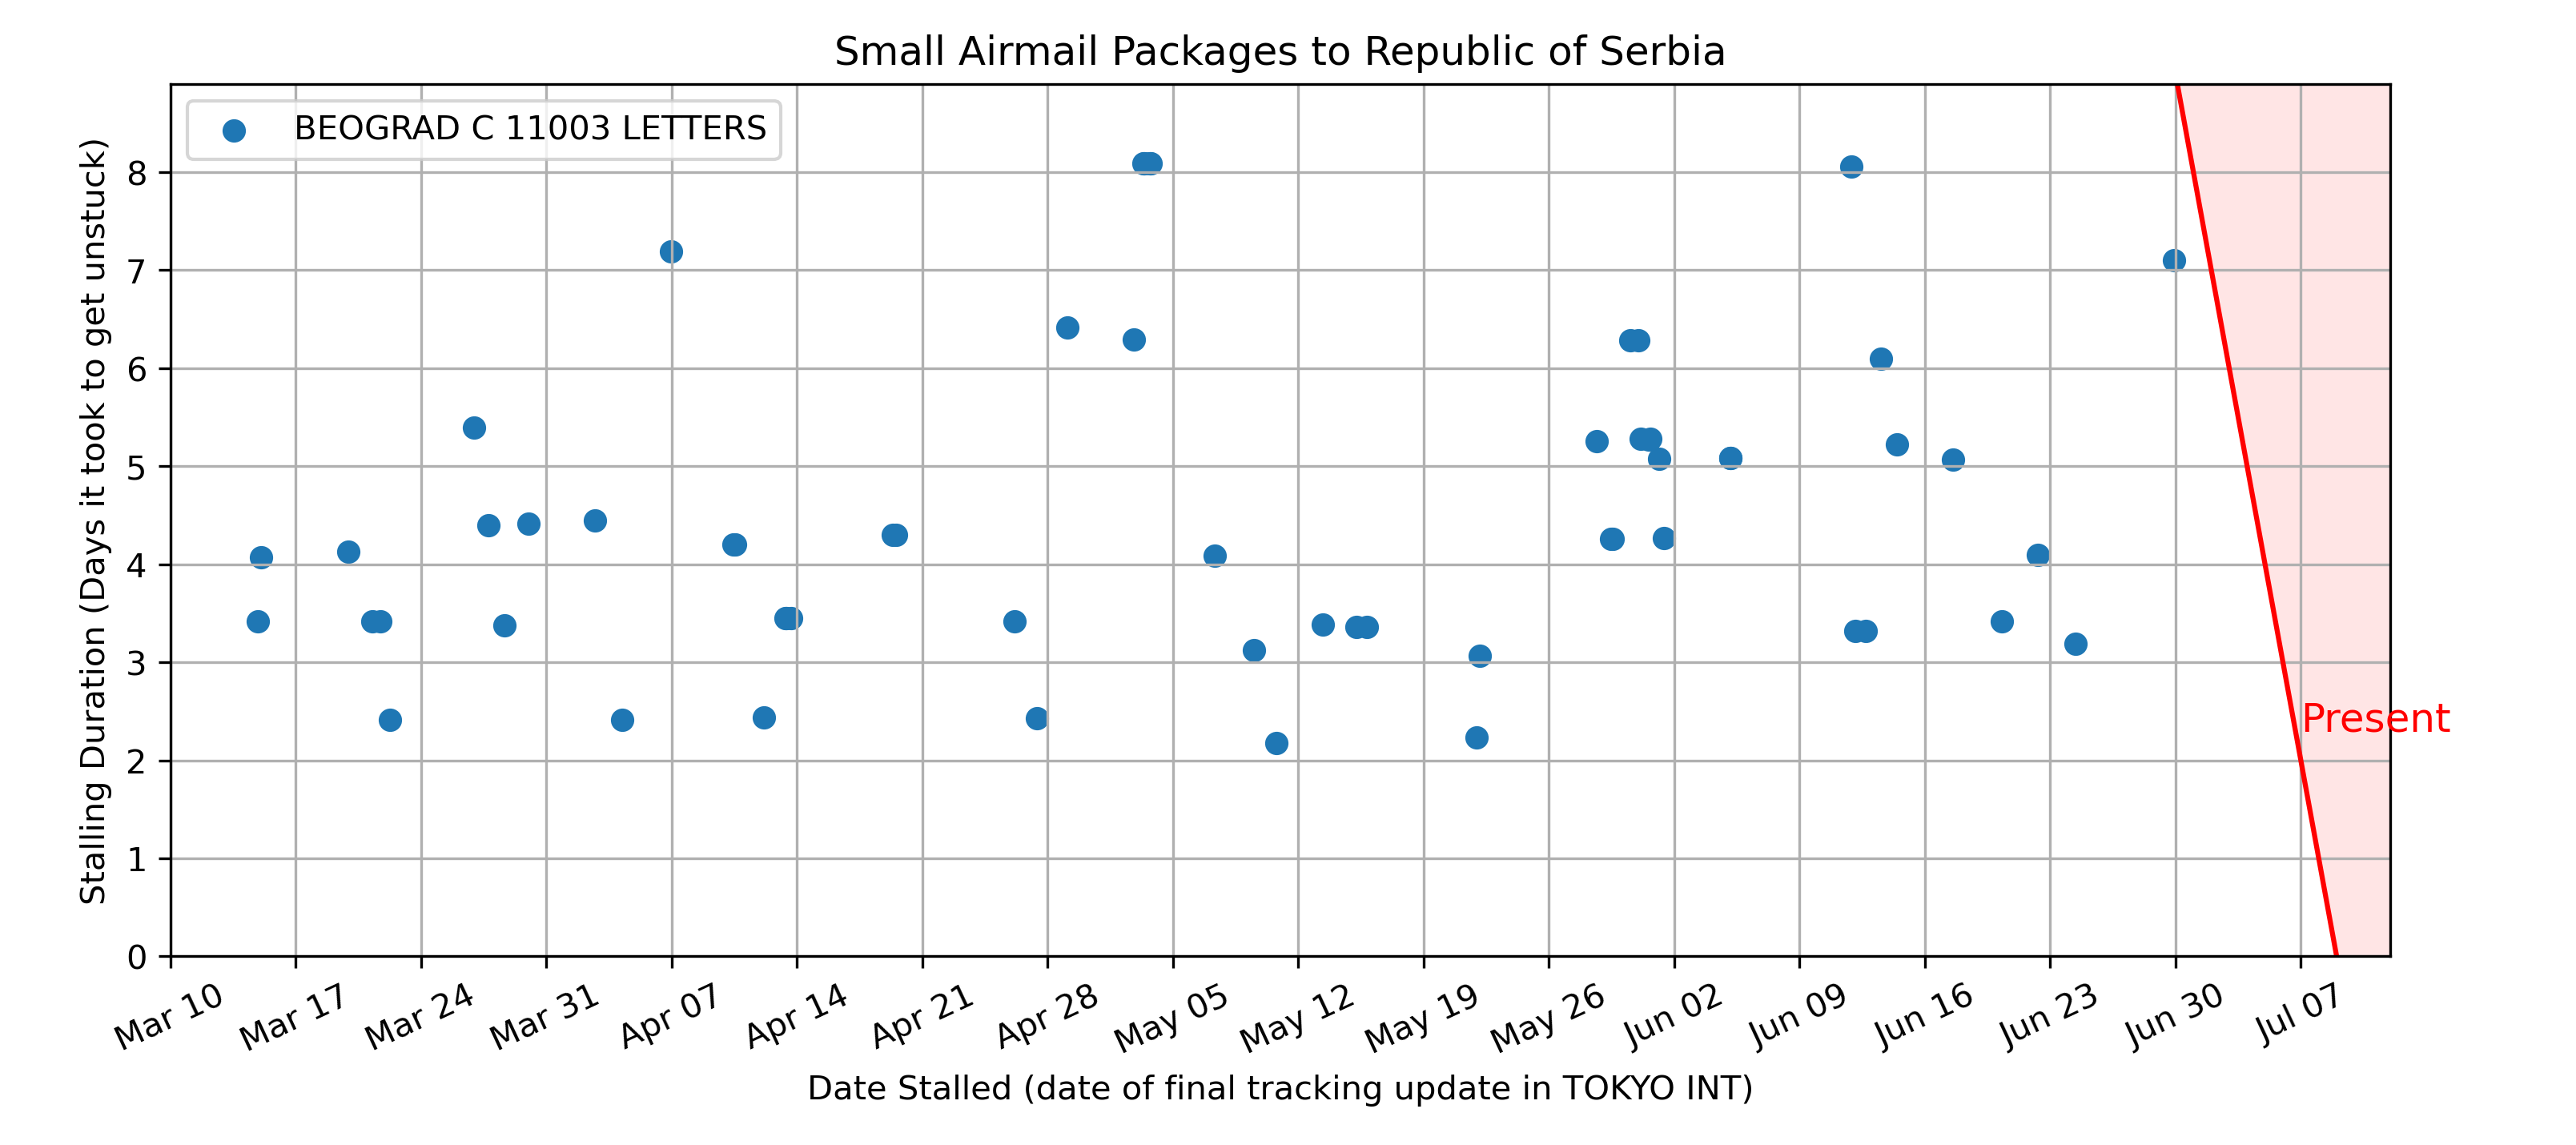 Small Airmail Packages to Republic of Serbia
BEOGRAD C 11003 LETTERS
Stalling Duration (Days it took to get unstuck)
8
7
6
5
4
3
2
1
0
Present
Mar 10
Mar 17
Mar 24
Mar 31
Apr 07
Apr 14
Apr 21
Apr 28
May 05
May 12
May 19
May 26
Jun 02
Jun 09
Jun 16
Jun 23
Jun 30
Jul 07
Date Stalled (date of final tracking update in TOKYO INT)